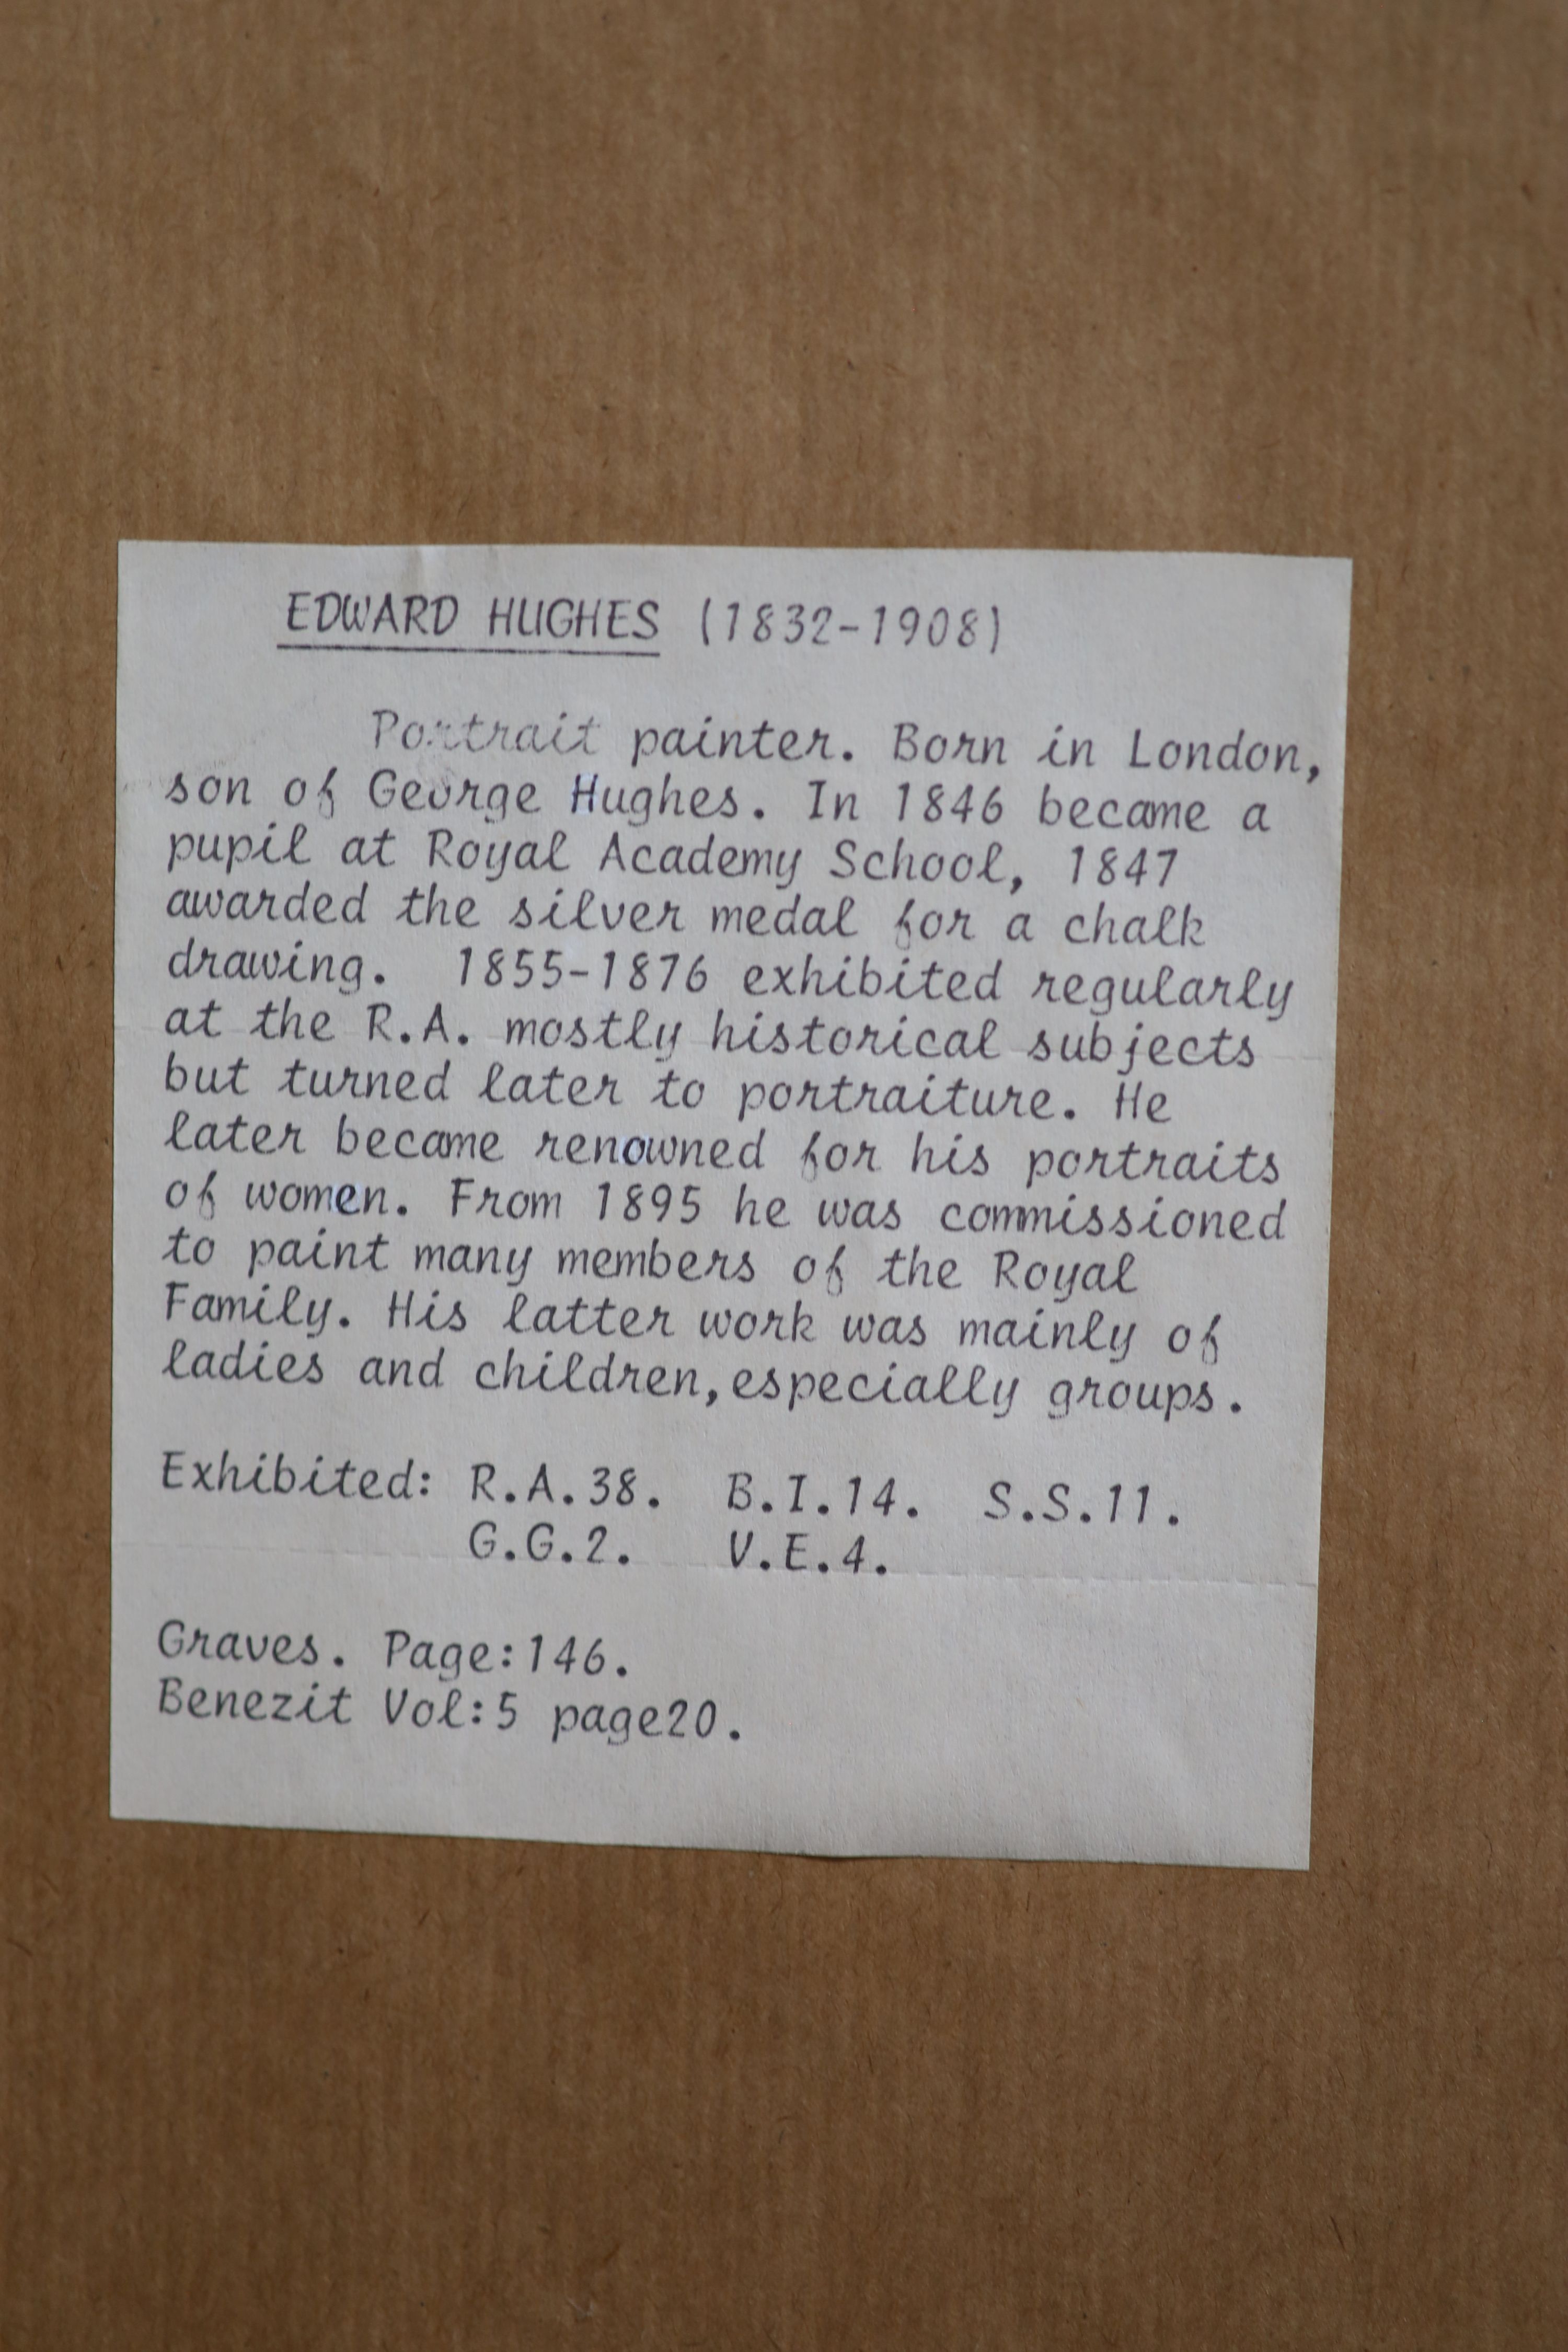 EDWARD HUGHES (1832-1908)
Portrait painter. Born in London,
son of George Hughes. In 1846 became a
pupil at Royal Academy School, 1847
awarded the silver medal for a chalk
drawing. 1855-1876 exhibited regularly
at the R.A. mostly historical subjects
but turned later to portraiture. He
later became renowned for his portraits
of women. From 1895 he was commissioned
to paint many members of the Royal
Family. His latter work was mainly of
ladies and children,especially groups.
Exhibited: R.A.38. B.I.14. S.S.11.
G.G.2. V.E.4.
Graves. Page:146.
Benezit Vol:5 page20.